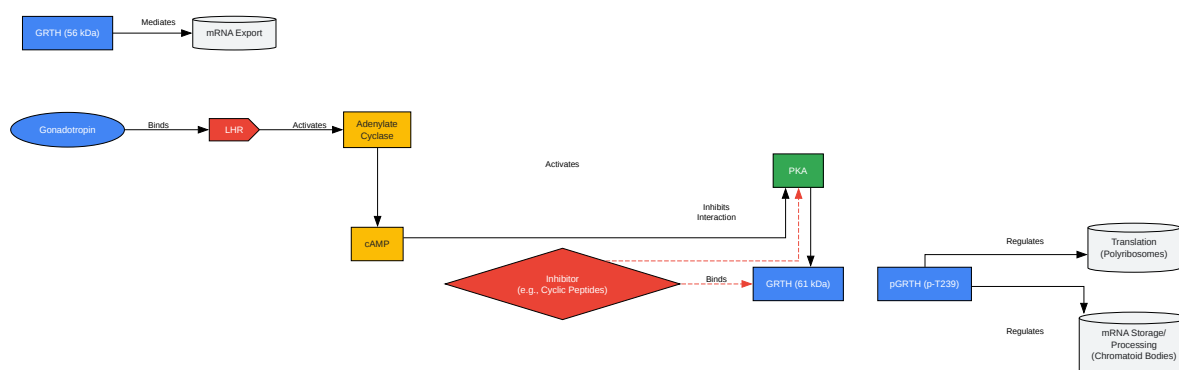 Mediates
GRTH (56 kDa)
mRNA Export
Gonadotropin
Binds
LHR
Activates
Adenylate
Cyclase
Activates
PKA
Inhibits
Interaction
cAMP
Inhibitor
(e.g., Cyclic Peptides)
Binds
GRTH (61 kDa)
pGRTH (p-T239)
Regulates
Translation
(Polyribosomes)
Regulates
mRNA Storage/
Processing
(Chromatoid Bodies)